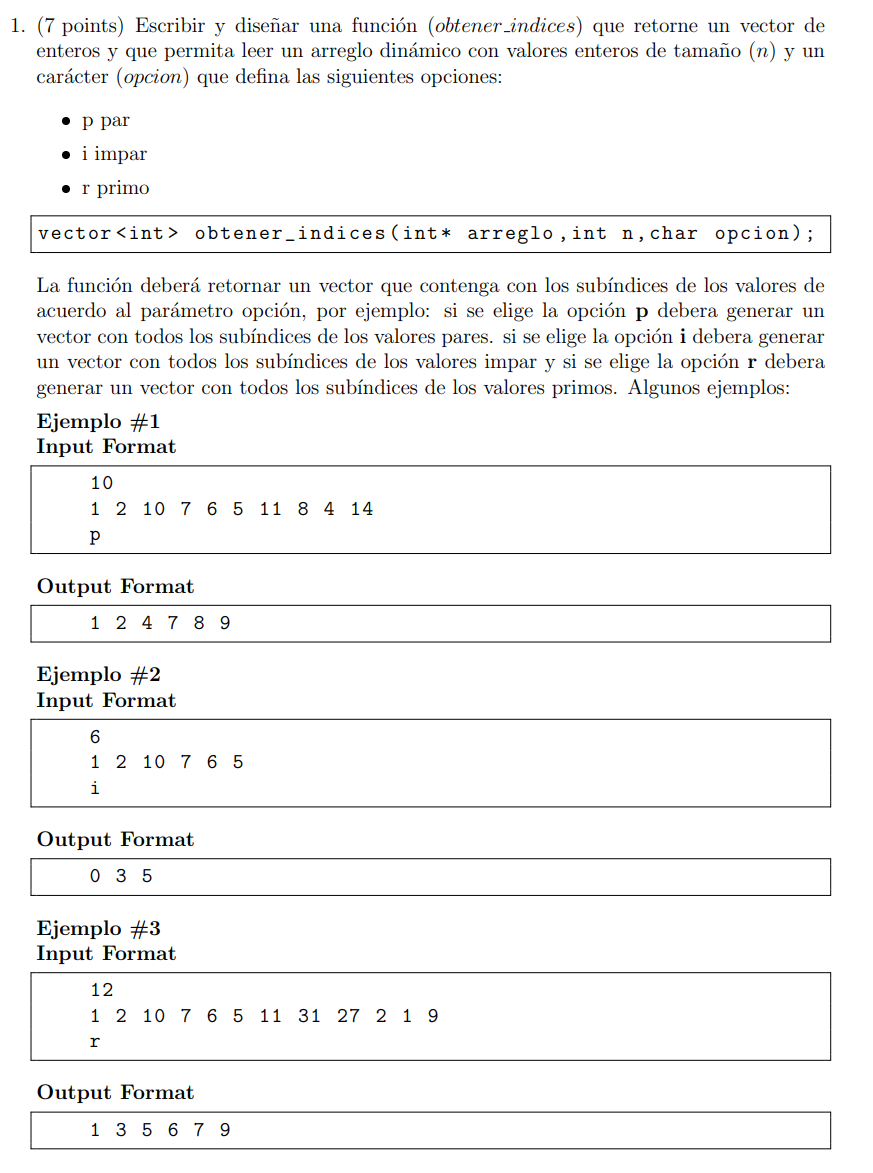 1. (7 points) Escribir y diseñar una función (obtener_indices) que retorne un vector de
enteros y que permita leer un arreglo dinámico con valores enteros de tamaño (n) y un
carácter (opcion) que defina las siguientes opciones:
• p par
• i impar
• r primo
vector<int> obtener_indices(int* arreglo,int n,char opcion);
La función deberá retornar un vector que contenga con los subíndices de los valores de
acuerdo al parámetro opción, por ejemplo: si se elige la opción p debera generar un
vector con todos los subíndices de los valores pares. si se elige la opción i debera generar
un vector con todos los subíndices de los valores impar y si se elige la opción r debera
generar un vector con todos los subíndices de los valores primos. Algunos ejemplos:
Ejemplo #1
Input Format
10
1 2 10 7 6 5 11 8 4 14
p
Output Format
1 2 4 7 8 9
Ejemplo #2
Input Format
6
1 2 10 7 6 5
i
Output Format
0 3 5
Ejemplo #3
Input Format
12
1 2 10 7 6 5 11 31 27 2 1 9
r
Output Format
1 3 5 6 7 9